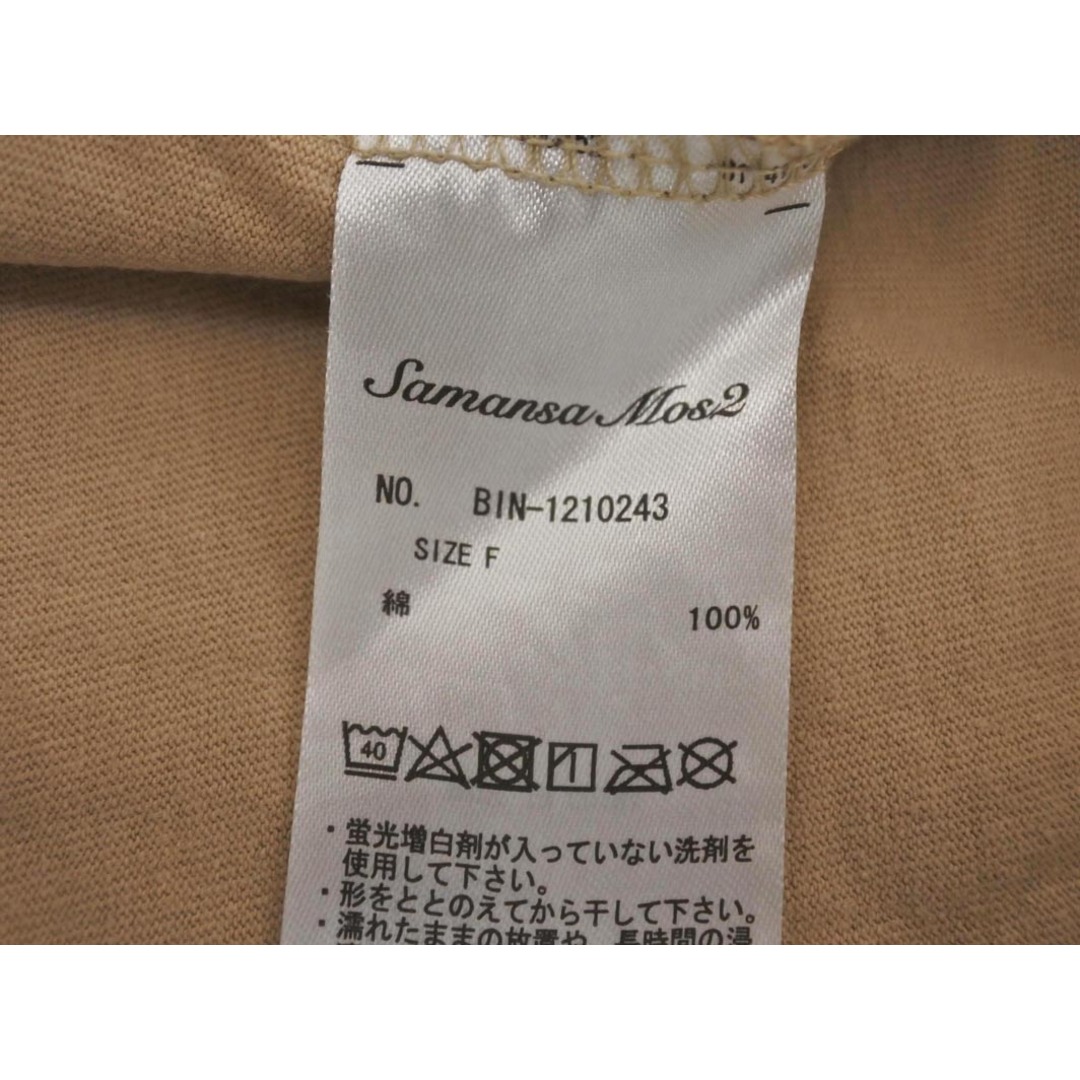 Samansa Mos2
NO. BIN-1210243
SIZE F
綿 100%
40
・蛍光増白剤が入っていない洗剤を
使用して下さい。
・形をととのえてから干して下さい。
・濡れたままの放置や、長時間の浸